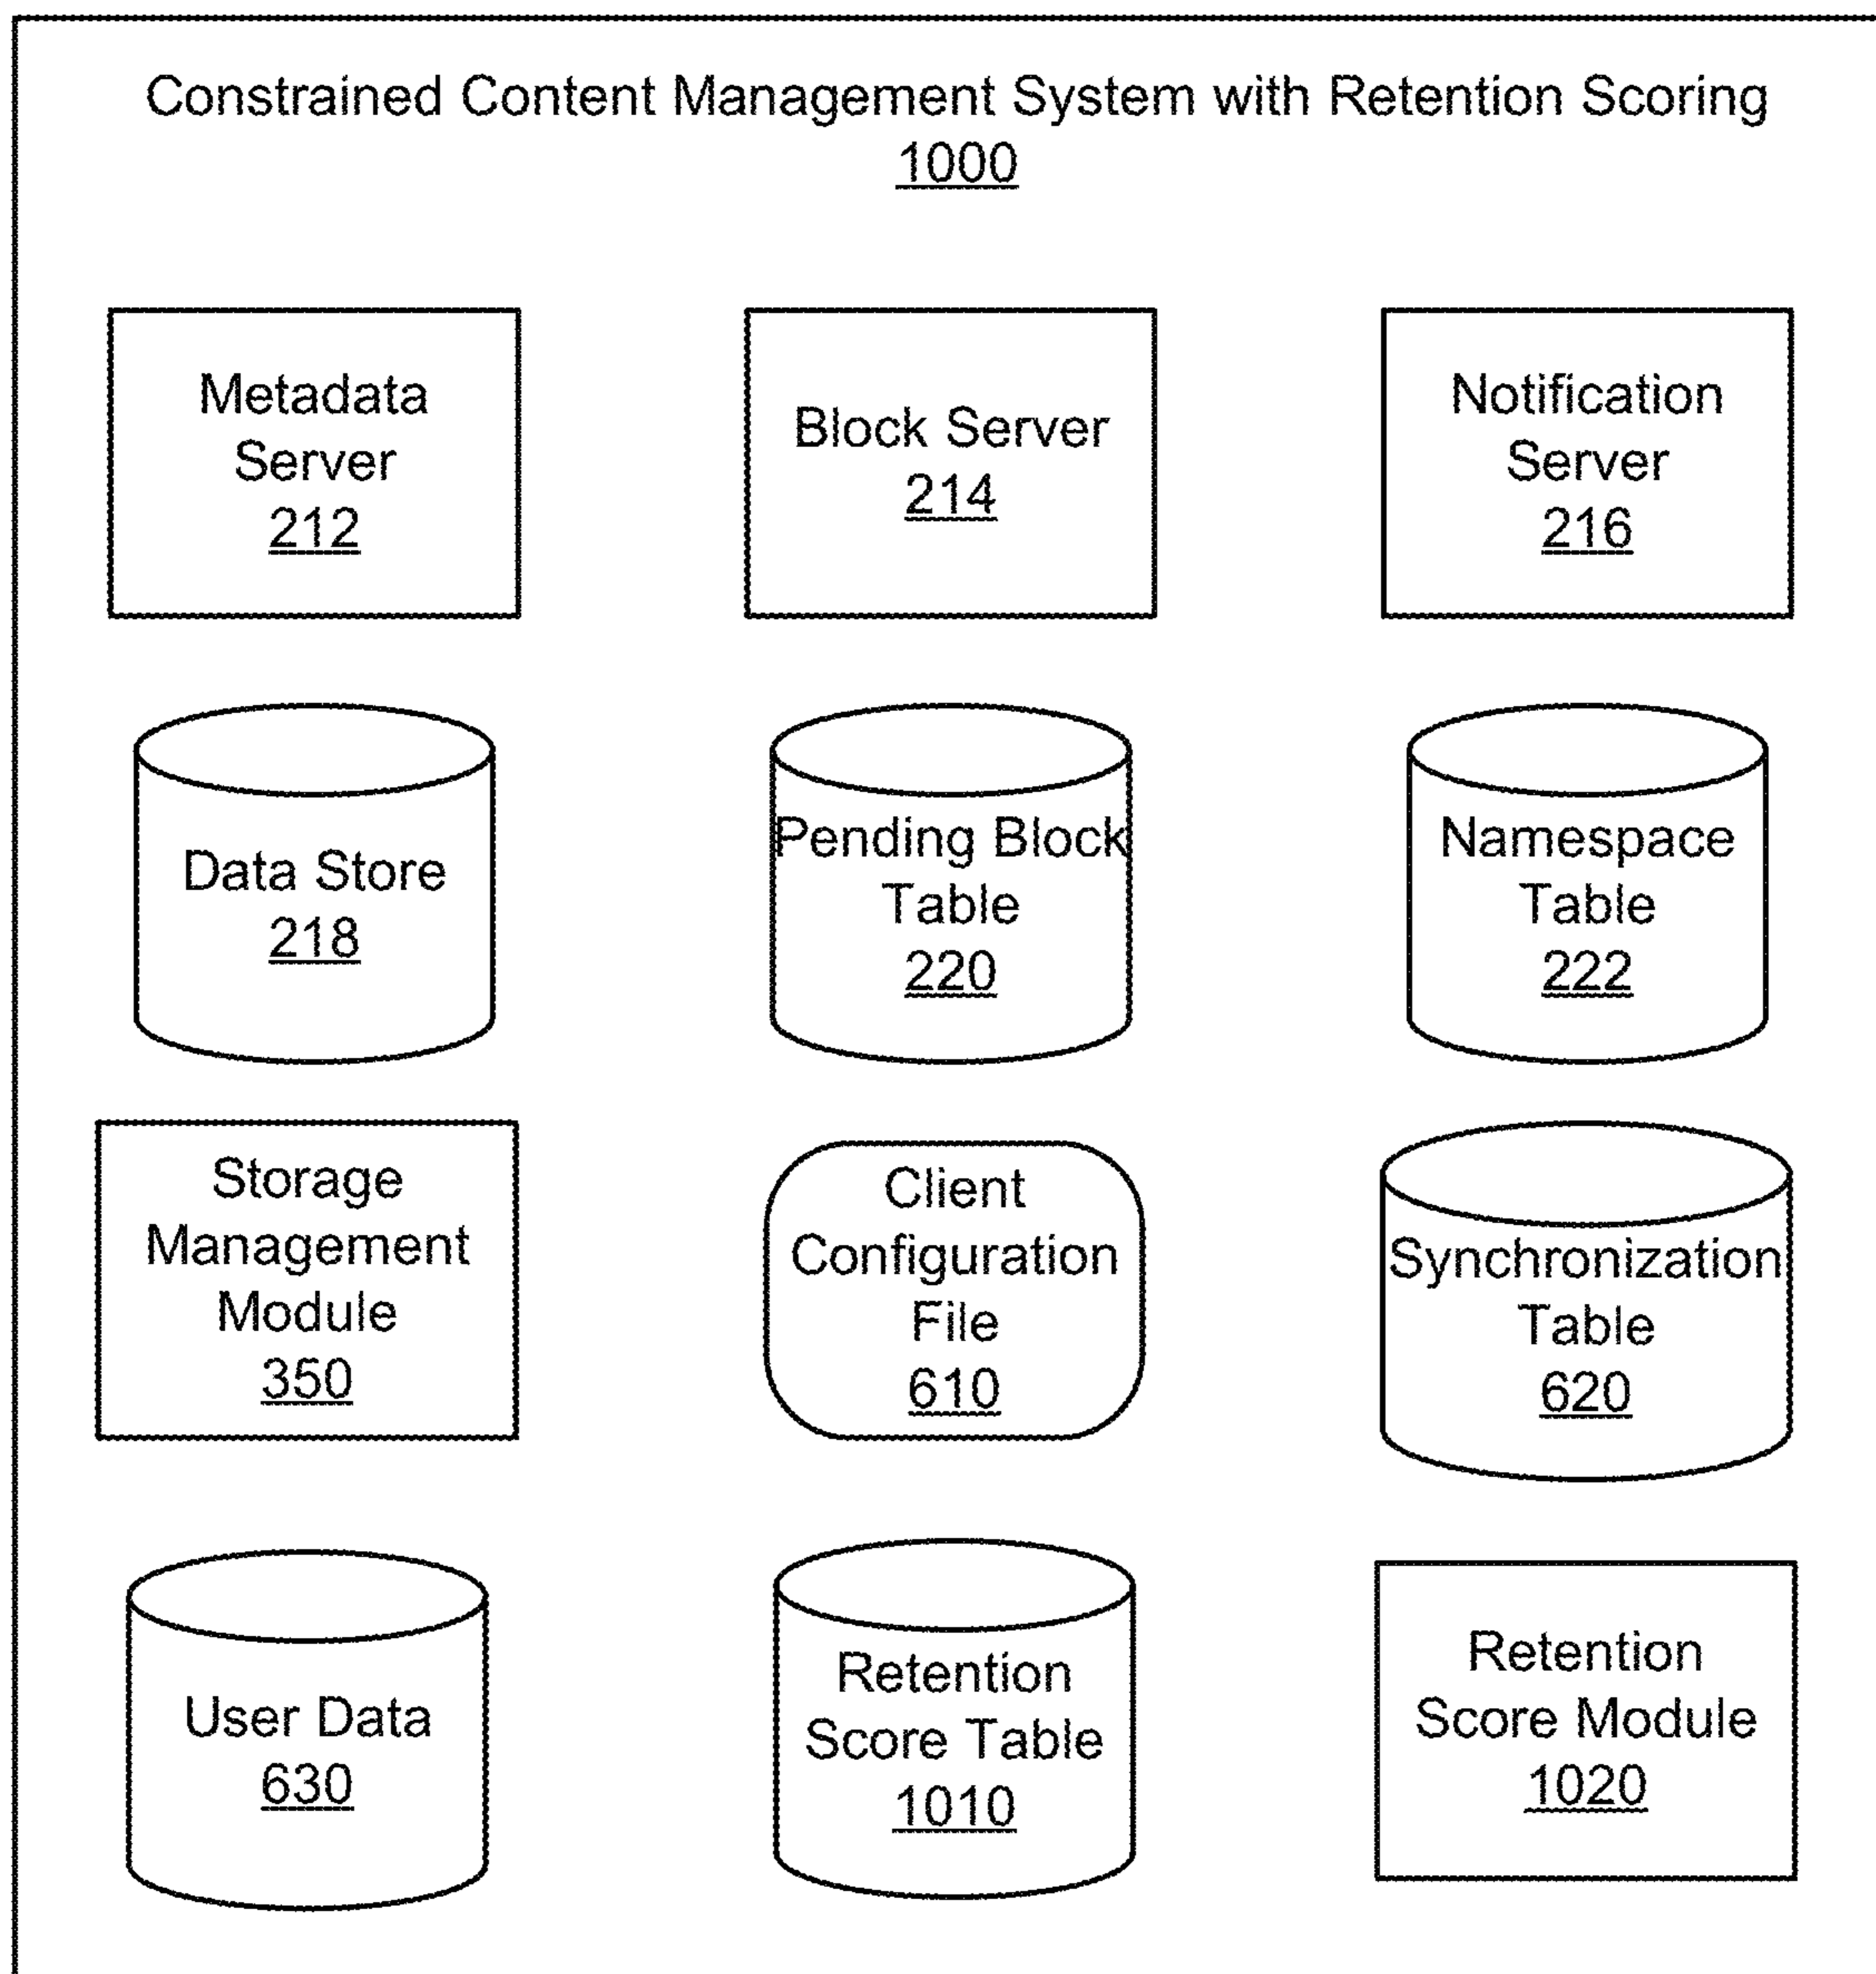 Constrained Content Management System with Retention Scoring
1000
Metadata
Server
212
Block Server
214
Notification
Server
216
Data Store
218
Pending Block
Table
220
Namespace
Table
222
Storage
Management
Module
350
Client
Configuration
File
610
Synchronization
Table
620
User Data
630
Retention
Score Table
1010
Retention
Score Module
1020